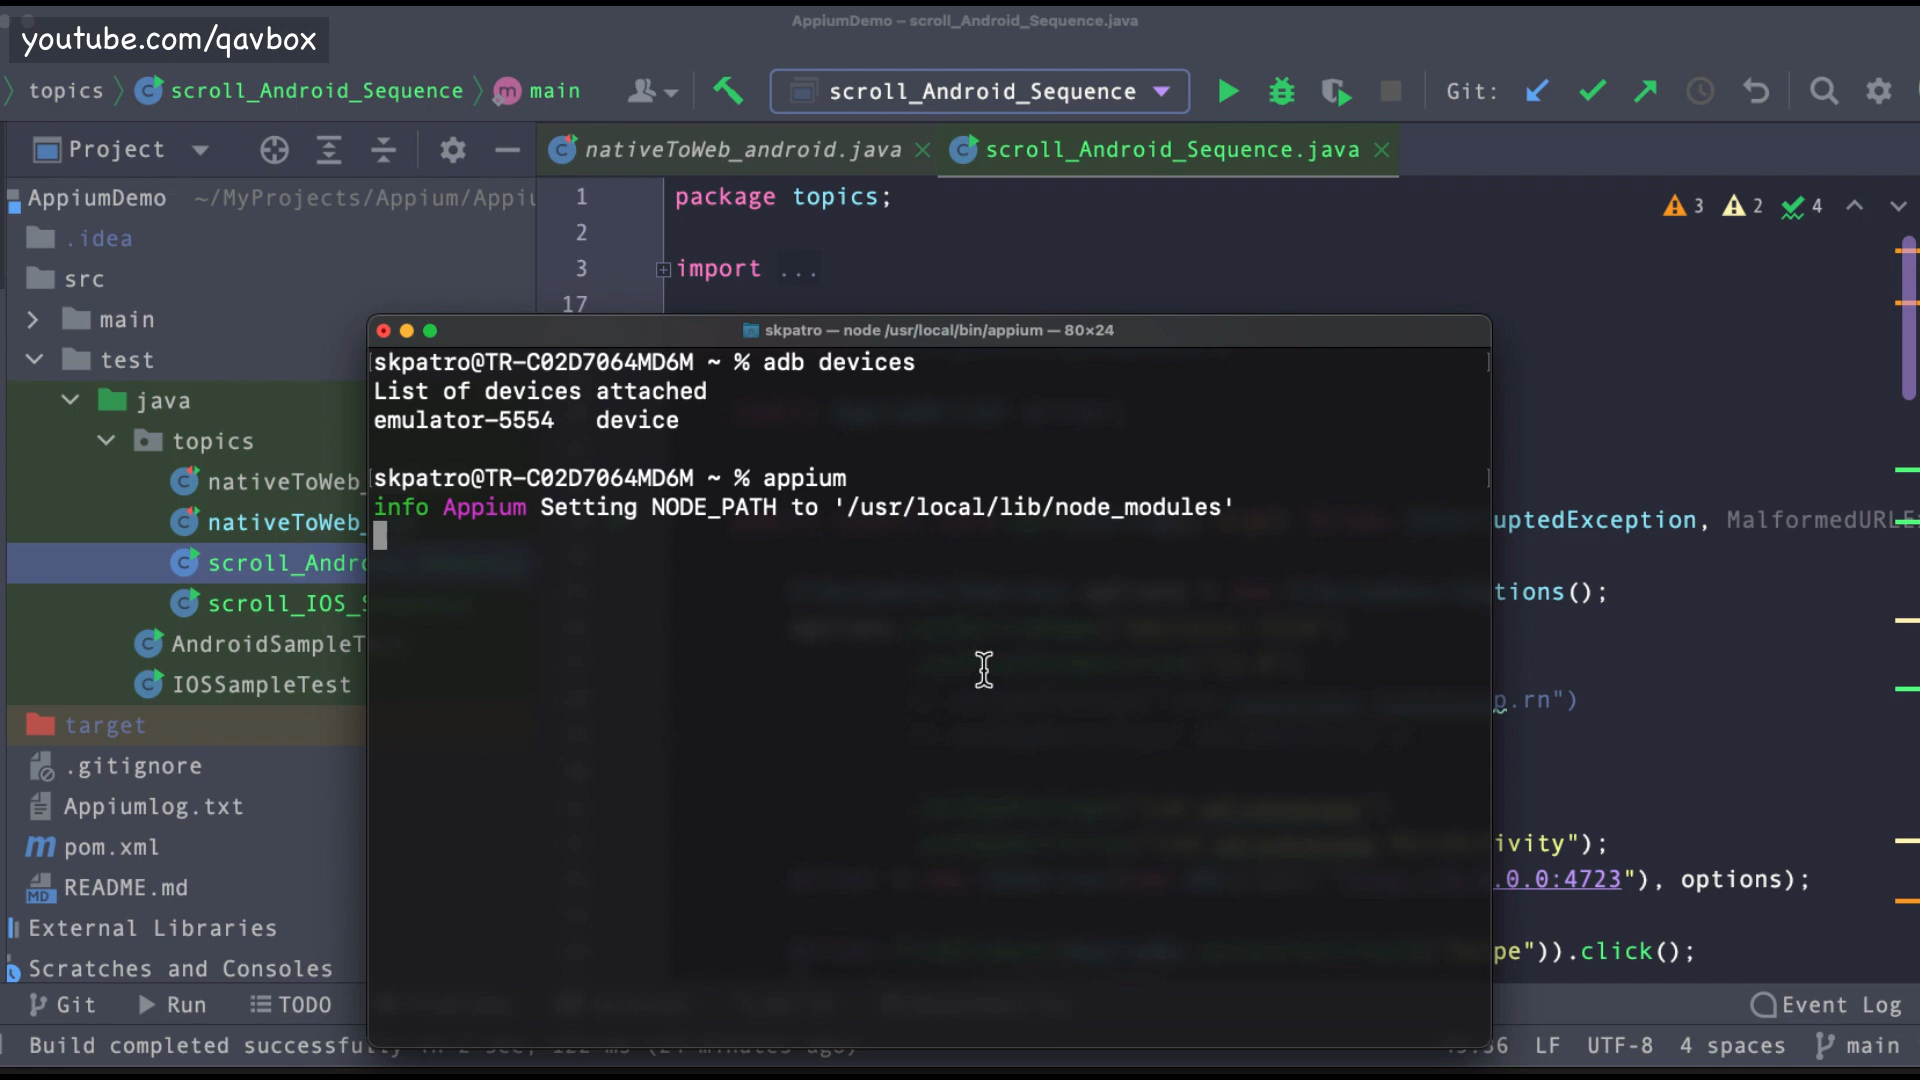 AppiumDemo – scroll_Android_Sequence.java
youtube.com/qavbox
topics
scroll_Android_Sequence
main
scroll_Android_Sequence
Git:
Project
nativeToWeb_android.java
scroll_Android_Sequence.java
AppiumDemo ~/MyProjects/Appium/Appiu
.idea
src
main
test
java
topics
nativeToWeb_
nativeToWeb_
scroll_Andro
scroll_IOS_S
AndroidSampleT
IOSSampleTest
target
.gitignore
Appiumlog.txt
pom.xml
README.md
External Libraries
Scratches and Consoles
1 package topics;
2
3 import ...
17
3 2 4
skpatro — node /usr/local/bin/appium — 80×24
skpatro@TR-C02D7064MD6M ~ % adb devices
List of devices attached
emulator-5554 device
skpatro@TR-C02D7064MD6M ~ % appium
info Appium Setting NODE_PATH to '/usr/local/lib/node_modules'
uptedException, MalformedURLE
tions();
p.rn")
ivity");
.0.0:4723"), options);
pe")).click();
Git Run TODO
Event Log
Build completed successfu
LF UTF-8 4 spaces main